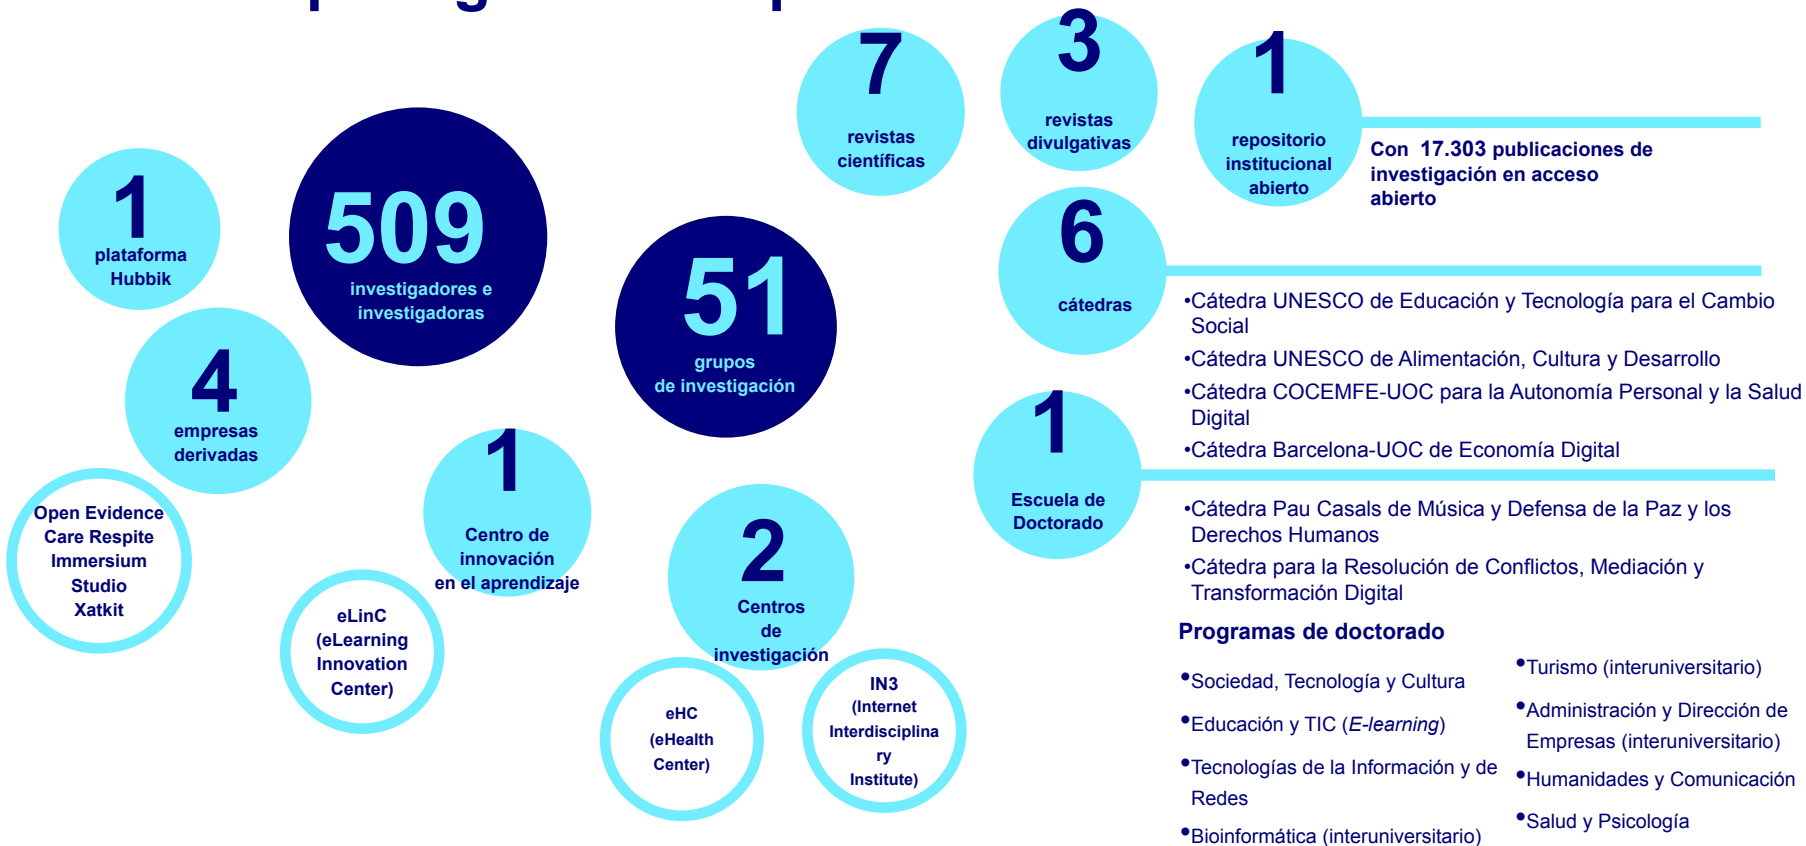 7
revistas
científicas
3
revistas
divulgativas
1
repositorio
institucional
abierto
Con 17.303 publicaciones de
investigación en acceso
abierto
1
plataforma
Hubbik
509
investigadores e
investigadoras
51
grupos
de investigación
6
cátedras
•Cátedra UNESCO de Educación y Tecnología para el Cambio
Social
•Cátedra UNESCO de Alimentación, Cultura y Desarrollo
•Cátedra COCEMFE-UOC para la Autonomía Personal y la Salud
Digital
•Cátedra Barcelona-UOC de Economía Digital
4
empresas
derivadas
Open Evidence
Care Respite
Immersium
Studio
Xatkit
1
Centro de
innovación
en el aprendizaje
eLinC
(eLearning
Innovation
Center)
2
Centros
de
investigación
eHC
(eHealth
Center)
IN3
(Internet
Interdisciplina
ry
Institute)
1
Escuela de
Doctorado
•Cátedra Pau Casals de Música y Defensa de la Paz y los
Derechos Humanos
•Cátedra para la Resolución de Conflictos, Mediación y
Transformación Digital
Programas de doctorado
•Sociedad, Tecnología y Cultura
•Educación y TIC (E-learning)
•Tecnologías de la Información y de
Redes
•Bioinformática (interuniversitario)
•Turismo (interuniversitario)
•Administración y Dirección de
Empresas (interuniversitario)
•Humanidades y Comunicación
•Salud y Psicología